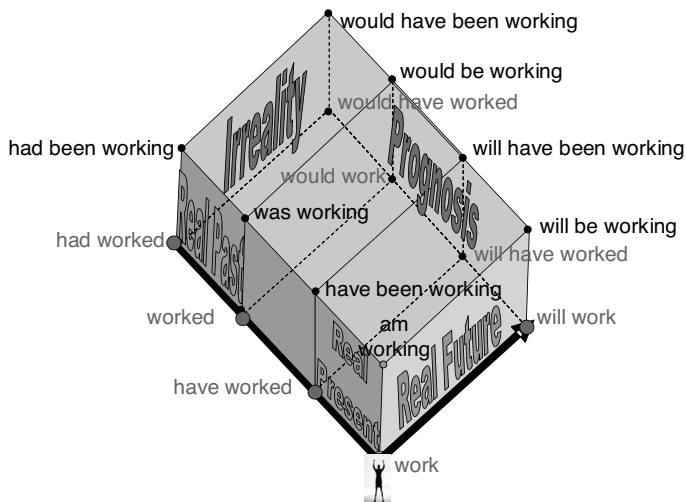 would have been working
would be working
would have worked
Irreality
Prognosis
had been working
will have been working
would work
Real Past
was working
will be working
had worked
will have worked
have been working
worked
am
working
will work
Real
Present
Real Future
have worked
work